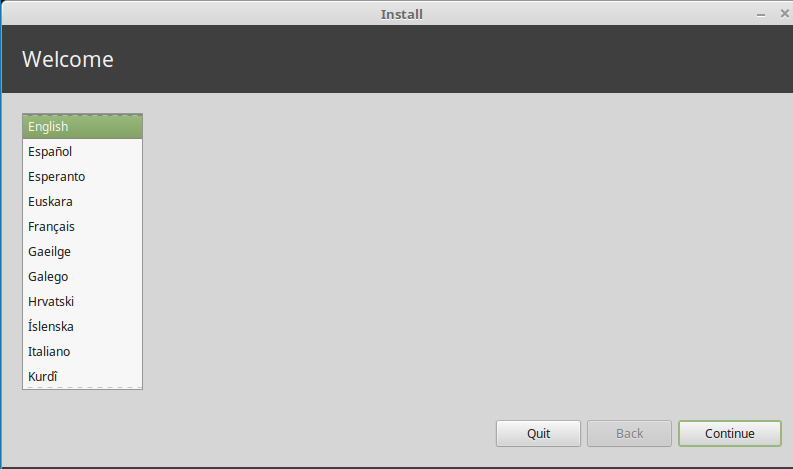 Install
Welcome
English
Español
Esperanto
Euskara
Français
Gaeilge
Galego
Hrvatski
Íslenska
Italiano
Kurdî
Quit Back Continue